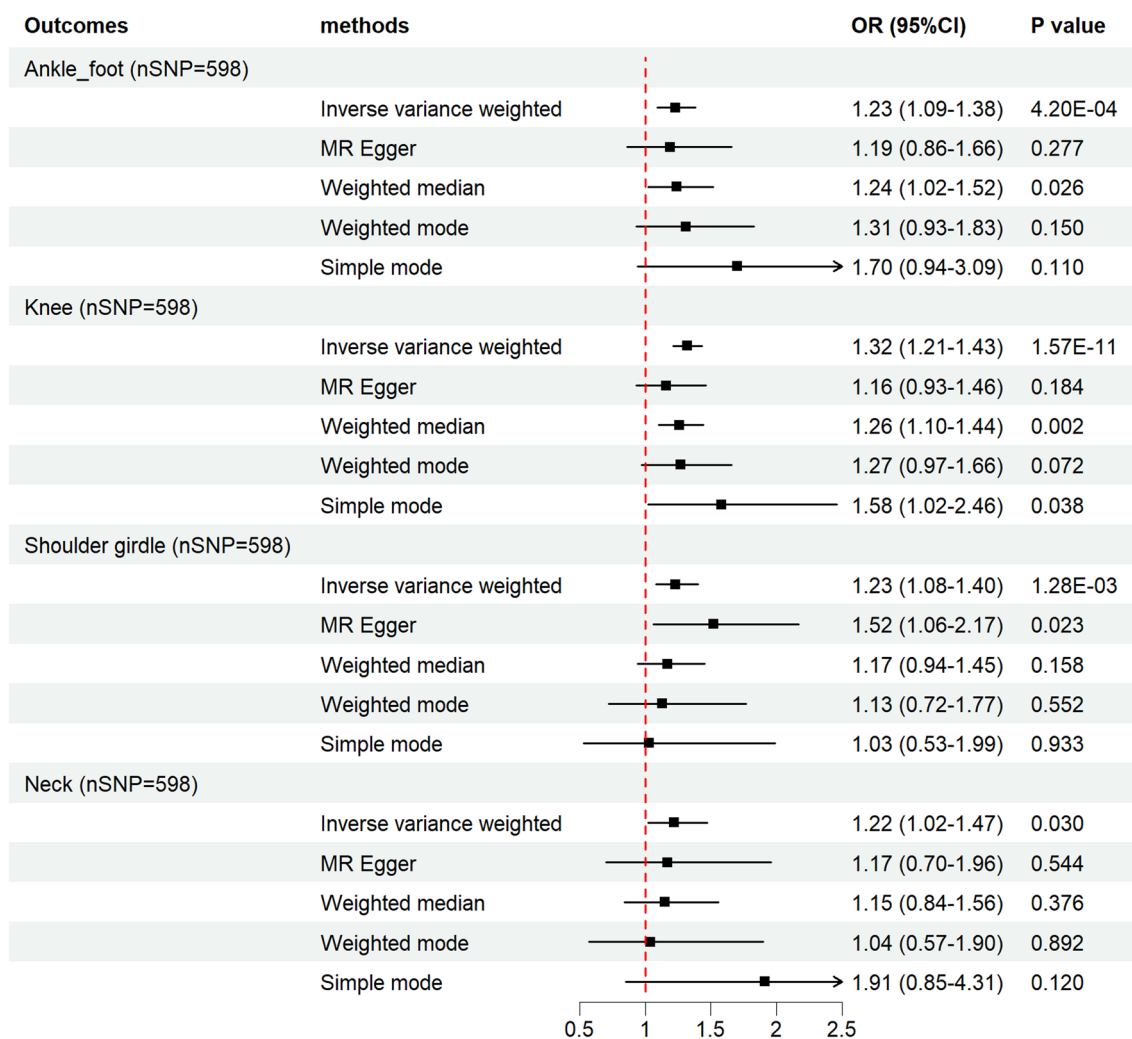 Outcomes methods OR (95%CI) P value
Ankle_foot (nSNP=598)
Inverse variance weighted 1.23 (1.09-1.38) 4.20E-04
MR Egger 1.19 (0.86-1.66) 0.277
Weighted median 1.24 (1.02-1.52) 0.026
Weighted mode 1.31 (0.93-1.83) 0.150
Simple mode 1.70 (0.94-3.09) 0.110
Knee (nSNP=598)
Inverse variance weighted 1.32 (1.21-1.43) 1.57E-11
MR Egger 1.16 (0.93-1.46) 0.184
Weighted median 1.26 (1.10-1.44) 0.002
Weighted mode 1.27 (0.97-1.66) 0.072
Simple mode 1.58 (1.02-2.46) 0.038
Shoulder girdle (nSNP=598)
Inverse variance weighted 1.23 (1.08-1.40) 1.28E-03
MR Egger 1.52 (1.06-2.17) 0.023
Weighted median 1.17 (0.94-1.45) 0.158
Weighted mode 1.13 (0.72-1.77) 0.552
Simple mode 1.03 (0.53-1.99) 0.933
Neck (nSNP=598)
Inverse variance weighted 1.22 (1.02-1.47) 0.030
MR Egger 1.17 (0.70-1.96) 0.544
Weighted median 1.15 (0.84-1.56) 0.376
Weighted mode 1.04 (0.57-1.90) 0.892
Simple mode 1.91 (0.85-4.31) 0.120
0.5 1 1.5 2 2.5